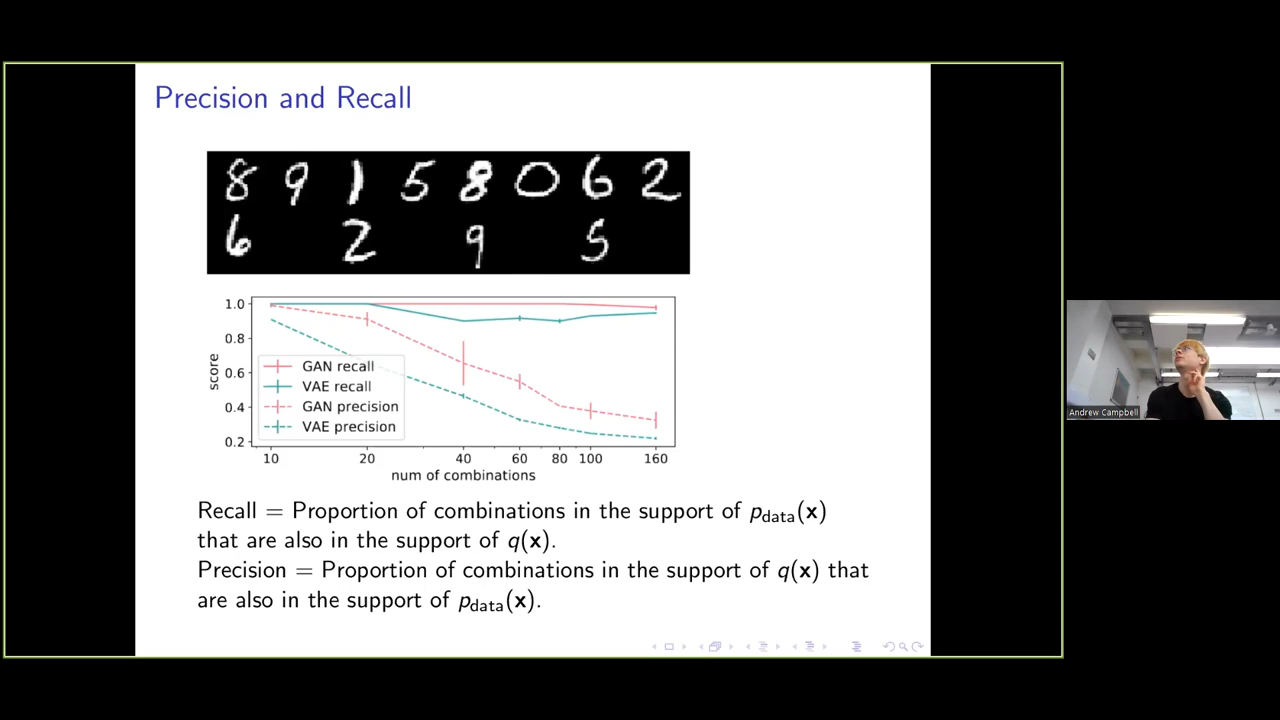 Precision and Recall
8 9 1 5 8 0 6 2
6 2 9 5
1.0
0.8
0.6
0.4
0.2
score
GAN recall
VAE recall
GAN precision
VAE precision
10 20 40 60 80 100 160
num of combinations
Recall = Proportion of combinations in the support of p_data(x)
that are also in the support of q(x).
Precision = Proportion of combinations in the support of q(x) that
are also in the support of p_data(x).
Andrew Campbell